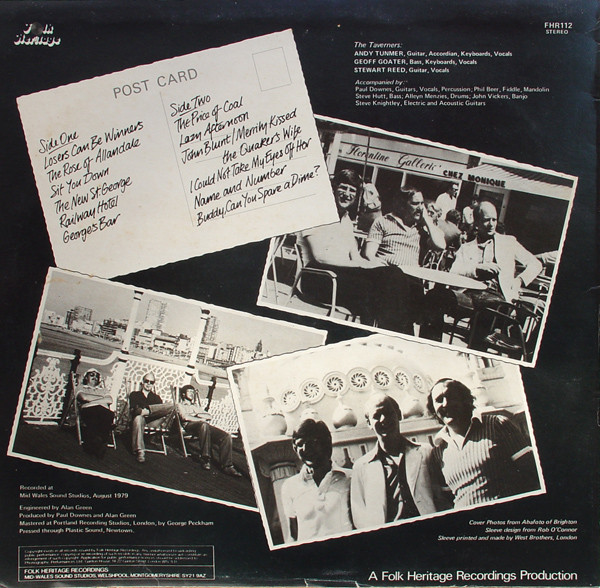 Folk
Heritage
FHR112
STEREO
The Taverners:
ANDY TUNMER, Guitar, Accordian, Keyboards, Vocals
GEOFF GOATER, Bass, Keyboards, Vocals
STEWART REED, Guitar, Vocals
Accompanied by:-
Paul Downes, Guitars, Vocals, Percussion; Phil Beer, Fiddle, Mandolin
Steve Hutt, Bass; Alleyn Menzies, Drums; John Vickers, Banjo
Steve Knightley, Electric and Acoustic Guitars
POST CARD
Side One
Losers Can Be Winners
The Rose of Allandale
Sit You Down
The New St. George
Railway Hotel
George's Bar
Side Two
The Price of Coal
Lazy Afternoon
John Blunt / Merrily Kissed
the Quaker's Wife
I Could Not Take My Eyes Off Her
Name and Number
Buddy, Can You Spare a Dime?
Florentine Galleric
CHEZ MONIQUE
Recorded at
Mid Wales Sound Studios, August 1979
Engineered by Alan Green
Produced by Paul Downes and Alan Green
Mastered at Portland Recording Studios, London, by George Peckham
Pressed through Plastic Sound, Newtown.
Cover Photos from Ahafato of Brighton
Sleeve design from Rob O'Connor
Sleeve printed and made by West Brothers, London
FOLK HERITAGE RECORDINGS
MID-WALES SOUND STUDIOS, WELSHPOOL, MONTGOMERYSHIRE SY21 9AZ
A Folk Heritage Recordings Production